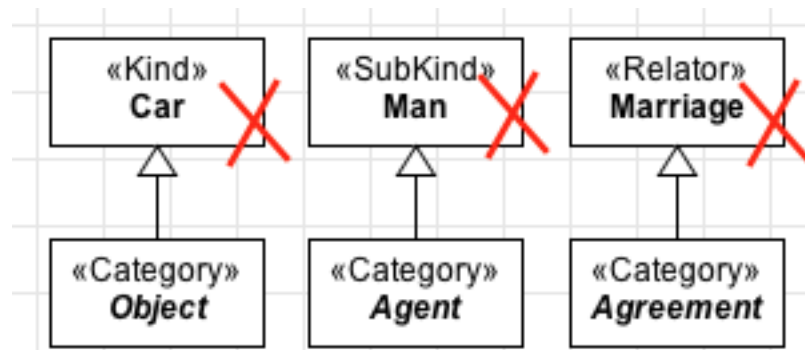 «Kind»
Car
«SubKind»
Man
«Relator»
Marriage
«Category»
Object
«Category»
Agent
«Category»
Agreement